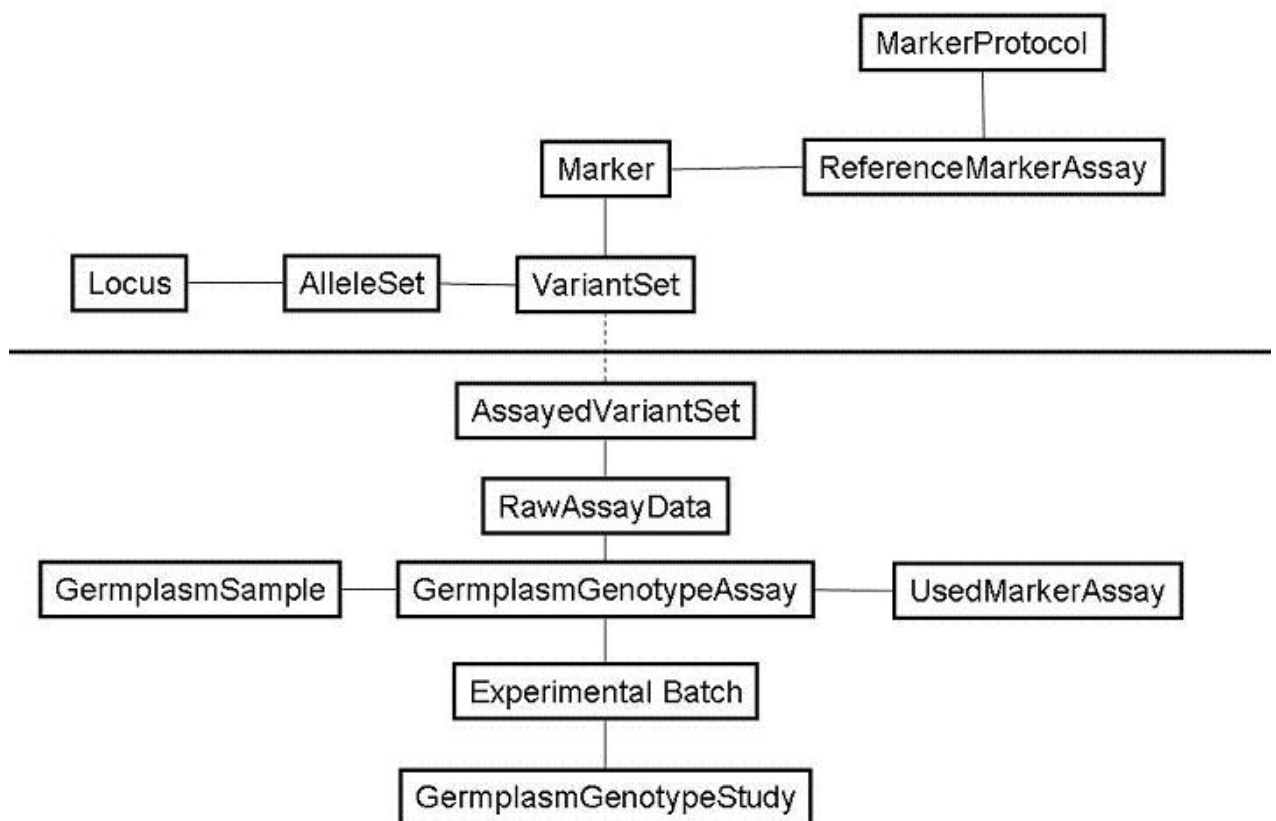 MarkerProtocol
Marker
ReferenceMarkerAssay
Locus
AlleleSet
VariantSet
AssayedVariantSet
RawAssayData
GermplasmSample
GermplasmGenotypeAssay
UsedMarkerAssay
Experimental Batch
GermplasmGenotypeStudy